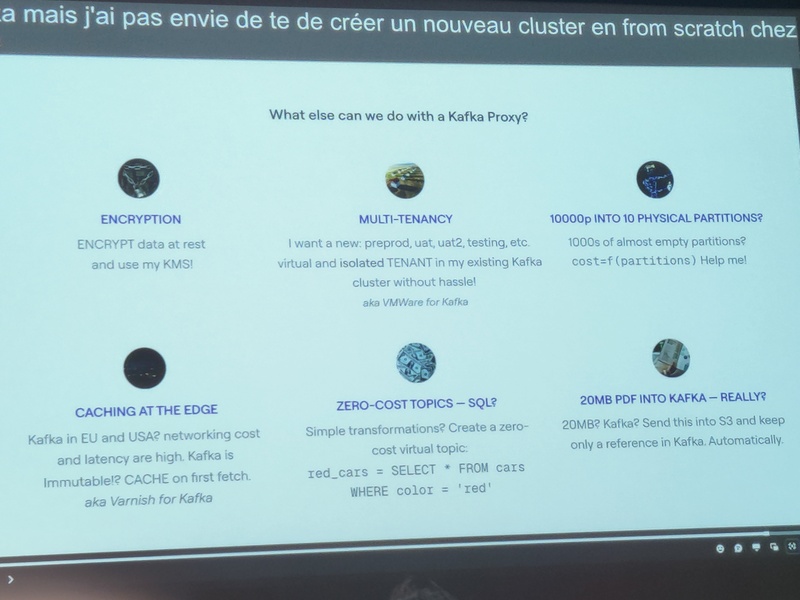 a mais j'ai pas envie de te de créer un nouveau cluster en from scratch chez
What else can we do with a Kafka Proxy?
ENCRYPTION
ENCRYPT data at rest
and use my KMS!
MULTI-TENANCY
I want a new: preprod, uat, uat2, testing, etc.
virtual and isolated TENANT in my existing Kafka
cluster without hassle!
aka VMWare for Kafka
10000p INTO 10 PHYSICAL PARTITIONS?
1000s of almost empty partitions?
cost=f(partitions) Help me!
CACHING AT THE EDGE
Kafka in EU and USA? networking cost
and latency are high. Kafka is
Immutable!? CACHE on first fetch.
aka Varnish for Kafka
ZERO-COST TOPICS — SQL?
Simple transformations? Create a zero-
cost virtual topic:
red_cars = SELECT * FROM cars
WHERE color = 'red'
20MB PDF INTO KAFKA — REALLY?
20MB? Kafka? Send this into S3 and keep
only a reference in Kafka. Automatically.